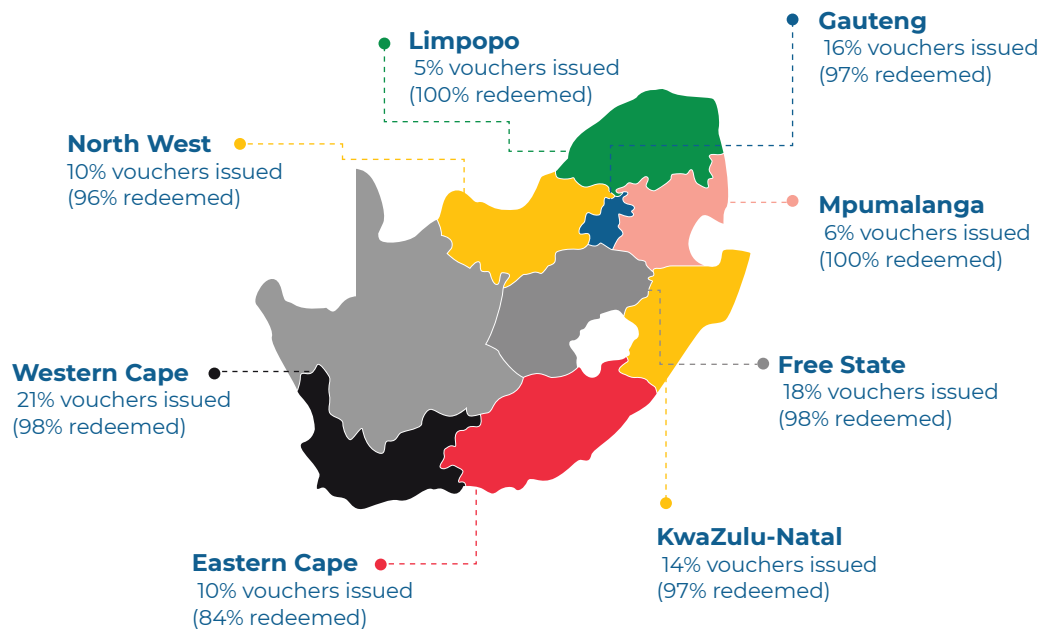 Limpopo
5% vouchers issued
(100% redeemed)
Gauteng
16% vouchers issued
(97% redeemed)
North West
10% vouchers issued
(96% redeemed)
Mpumalanga
6% vouchers issued
(100% redeemed)
Western Cape
21% vouchers issued
(98% redeemed)
Free State
18% vouchers issued
(98% redeemed)
KwaZulu-Natal
14% vouchers issued
(97% redeemed)
Eastern Cape
10% vouchers issued
(84% redeemed)